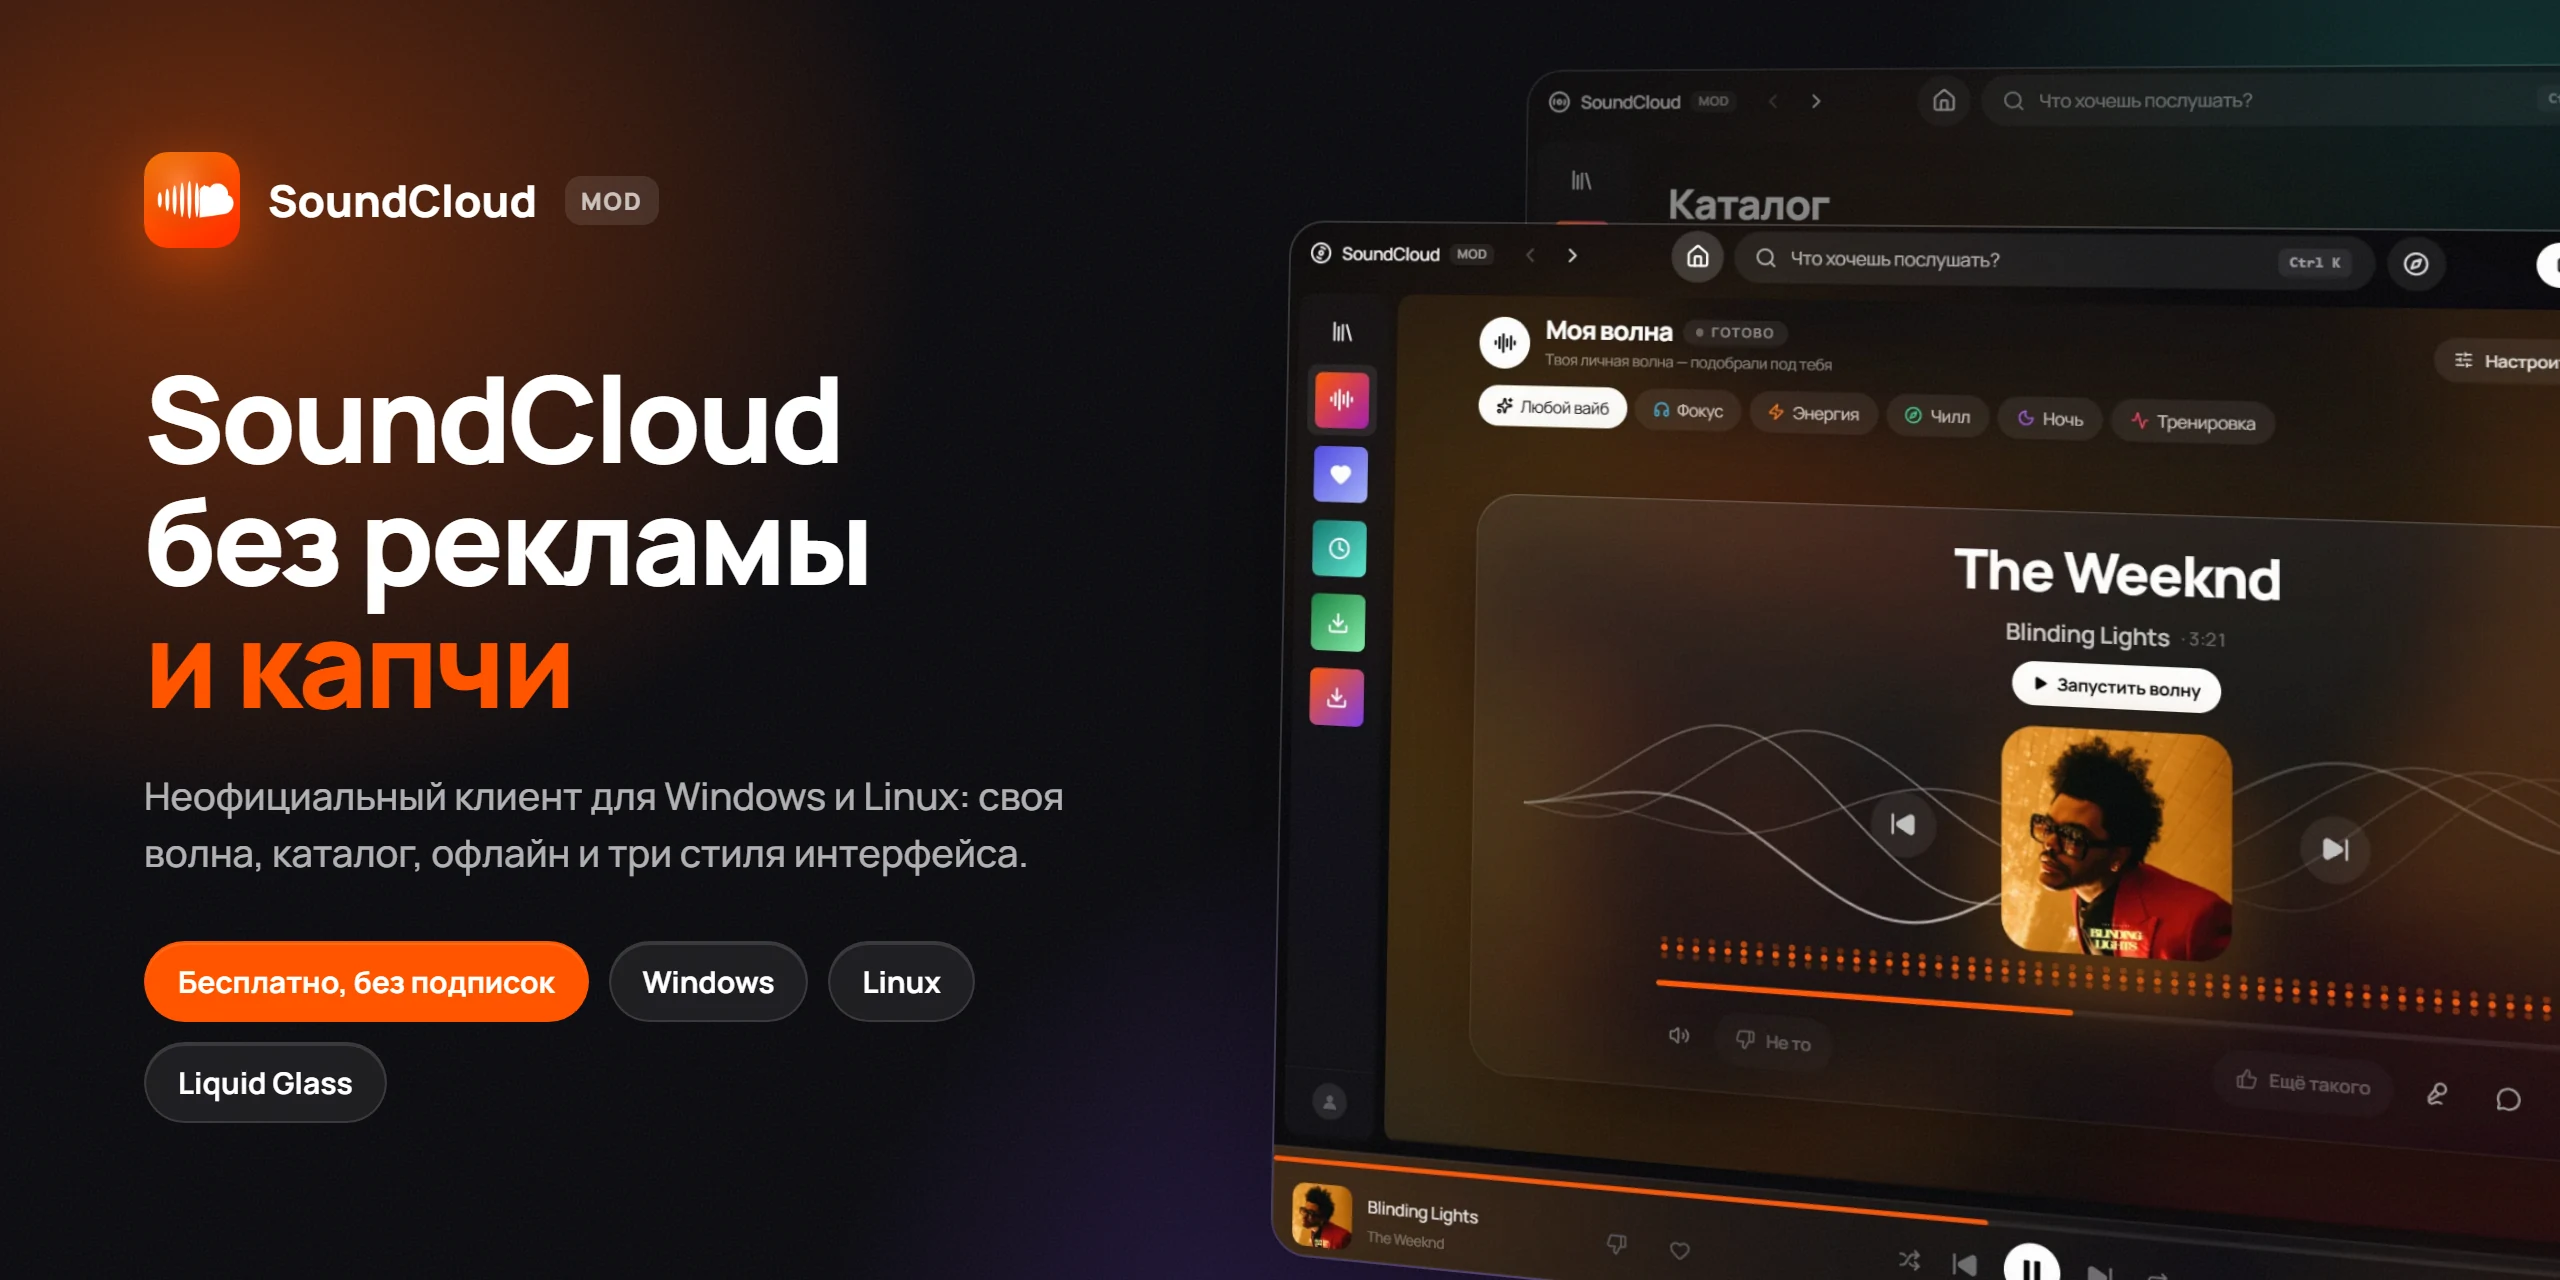 SoundCloud MOD
SoundCloud
без рекламы
и капчи
Неофициальный клиент для Windows и Linux: своя
волна, каталог, офлайн и три стиля интерфейса.
Бесплатно, без подписок
Windows
Linux
Liquid Glass
SoundCloud MOD
Что хочешь послушать?
Каталог
SoundCloud MOD
Что хочешь послушать?
Ctrl K
Моя волна
ГОТОВО
Твоя личная волна — подобрали под тебя
Любой вайб
Фокус
Энергия
Чилл
Ночь
Тренировка
The Weeknd
Blinding Lights · 3:21
Запустить волну
BLINDING
LIGHTS
Не то
Ещё такого
Blinding Lights
The Weeknd